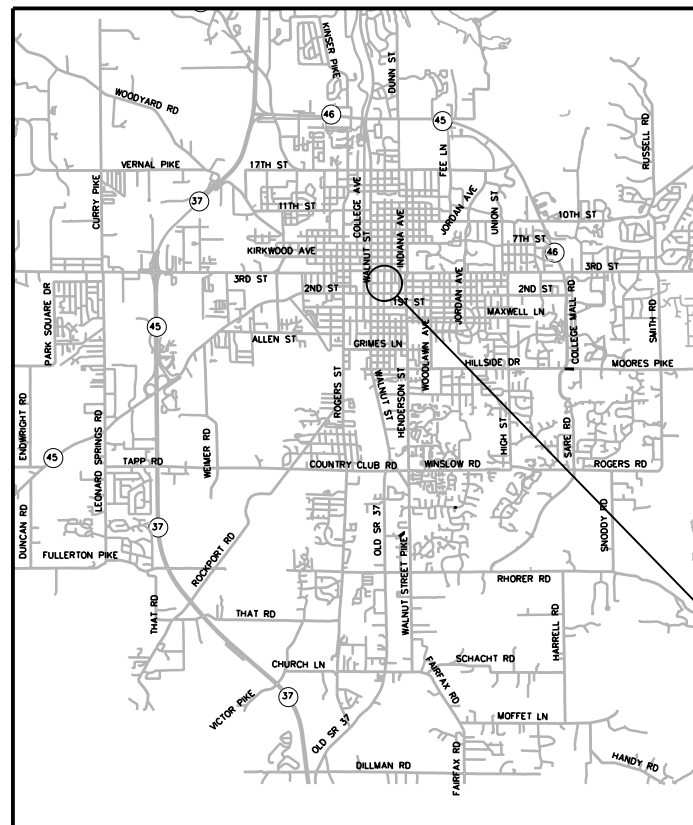 KINSER PIKE
DUNN ST
WOODYARD RD
46
45
FEE LN
RUSSELL RD
VERNAL PIKE
17TH ST
CURRY PIKE
37
11TH ST
COLLEGE AVE
JORDAN AVE
UNION ST
10TH ST
WALNUT ST
INDIANA AVE
7TH ST
KIRKWOOD AVE
46
3RD ST
3RD ST
2ND ST
2ND ST
PARK SQUARE DR
1ST ST
JORDAN AVE
MAXWELL LN
COLLEGE MALL RD
SMITH RD
45
ALLEN ST
GRIMES LN
WOODLAWN AVE
HILLSIDE DR
MOORES PIKE
ENDWRIGHT RD
ROGERS ST
WALNUT ST
HENDERSON ST
LEONARD SPRINGS RD
WEIMER RD
HIGH ST
SARE RD
45
TAPP RD
COUNTRY CLUB RD
WINSLOW RD
ROGERS RD
DUNCAN RD
37
OLD SR 37
SNODDY RD
FULLERTON PIKE
ROCKPORT RD
WALNUT STREET PIKE
RHORER RD
THAT RD
THAT RD
HARRELL RD
CHURCH LN
SCHACHT RD
FAIRFAX RD
VICTOR PIKE
37
OLD SR 37
MOFFET LN
FAIRFAX RD
DILLMAN RD
HANDY RD